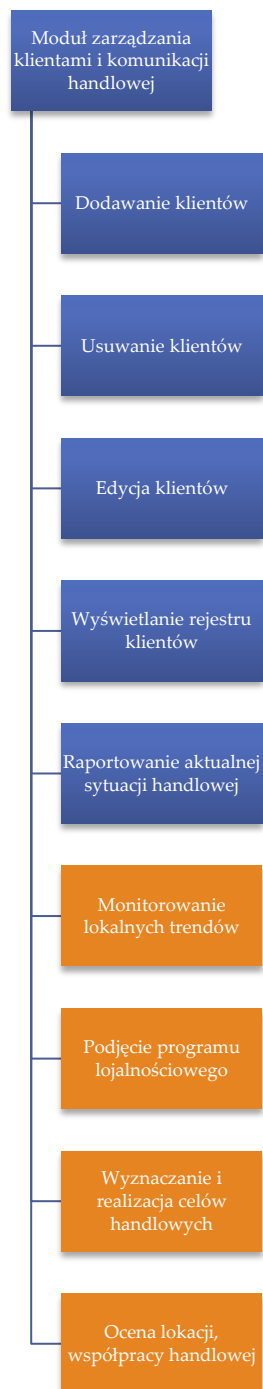 Moduł zarządzania
klientami i komunikacji
handlowej
Dodawanie klientów
Usuwanie klientów
Edycja klientów
Wyświetlanie rejestru
klientów
Raportowanie aktualnej
sytuacji handlowej
Monitorowanie
lokalnych trendów
Podjęcie programu
lojalnościowego
Wyznaczanie i
realizacja celów
handlowych
Ocena lokacji,
współpracy handlowej